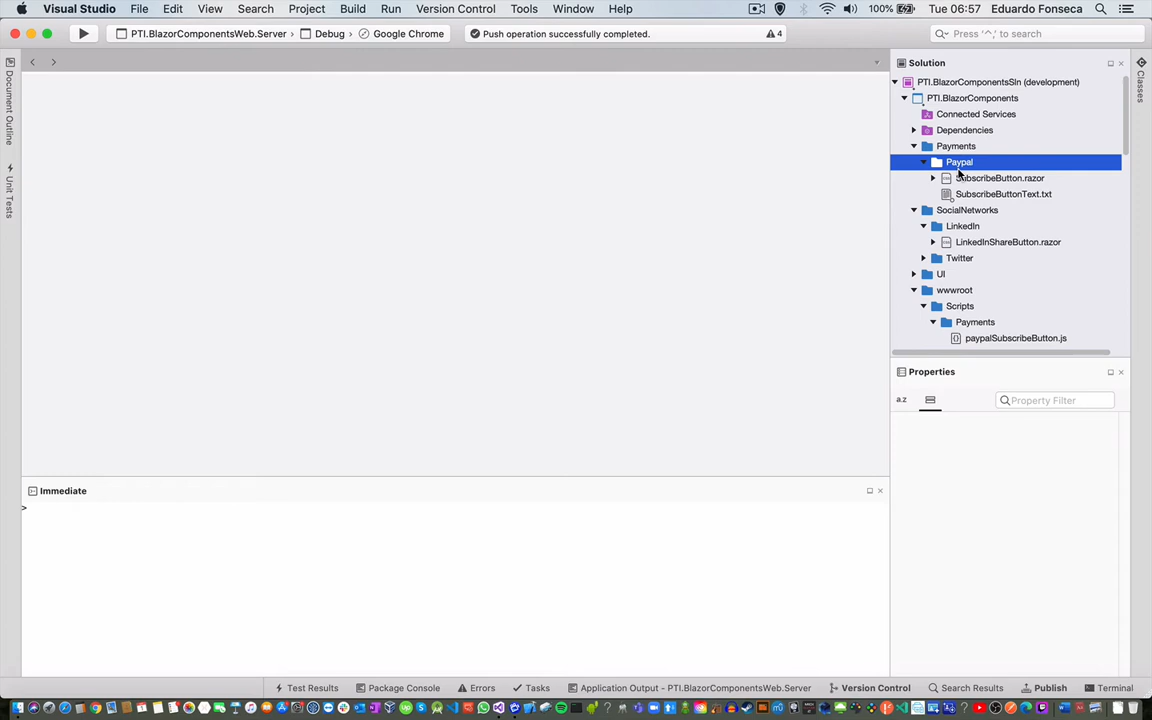 Visual Studio File Edit View Search Project Build Run Version Control Tools Window Help 100% Tue 06:57 Eduardo Fonseca
PTI.BlazorComponentsWeb.Server › Debug › Google Chrome Push operation successfully completed. 4 Press '^,' to search
Document Outline
Unit Tests
Solution
PTI.BlazorComponentsSln (development)
PTI.BlazorComponents
Connected Services
Dependencies
Payments
Paypal
SubscribeButton.razor
SubscribeButtonText.txt
SocialNetworks
LinkedIn
LinkedInShareButton.razor
Twitter
UI
wwwroot
Scripts
Payments
paypalSubscribeButton.js
Classes
Properties
a.z
Property Filter
Immediate
>
Test Results Package Console Errors Tasks Application Output - PTI.BlazorComponentsWeb.Server Version Control Search Results Publish Terminal